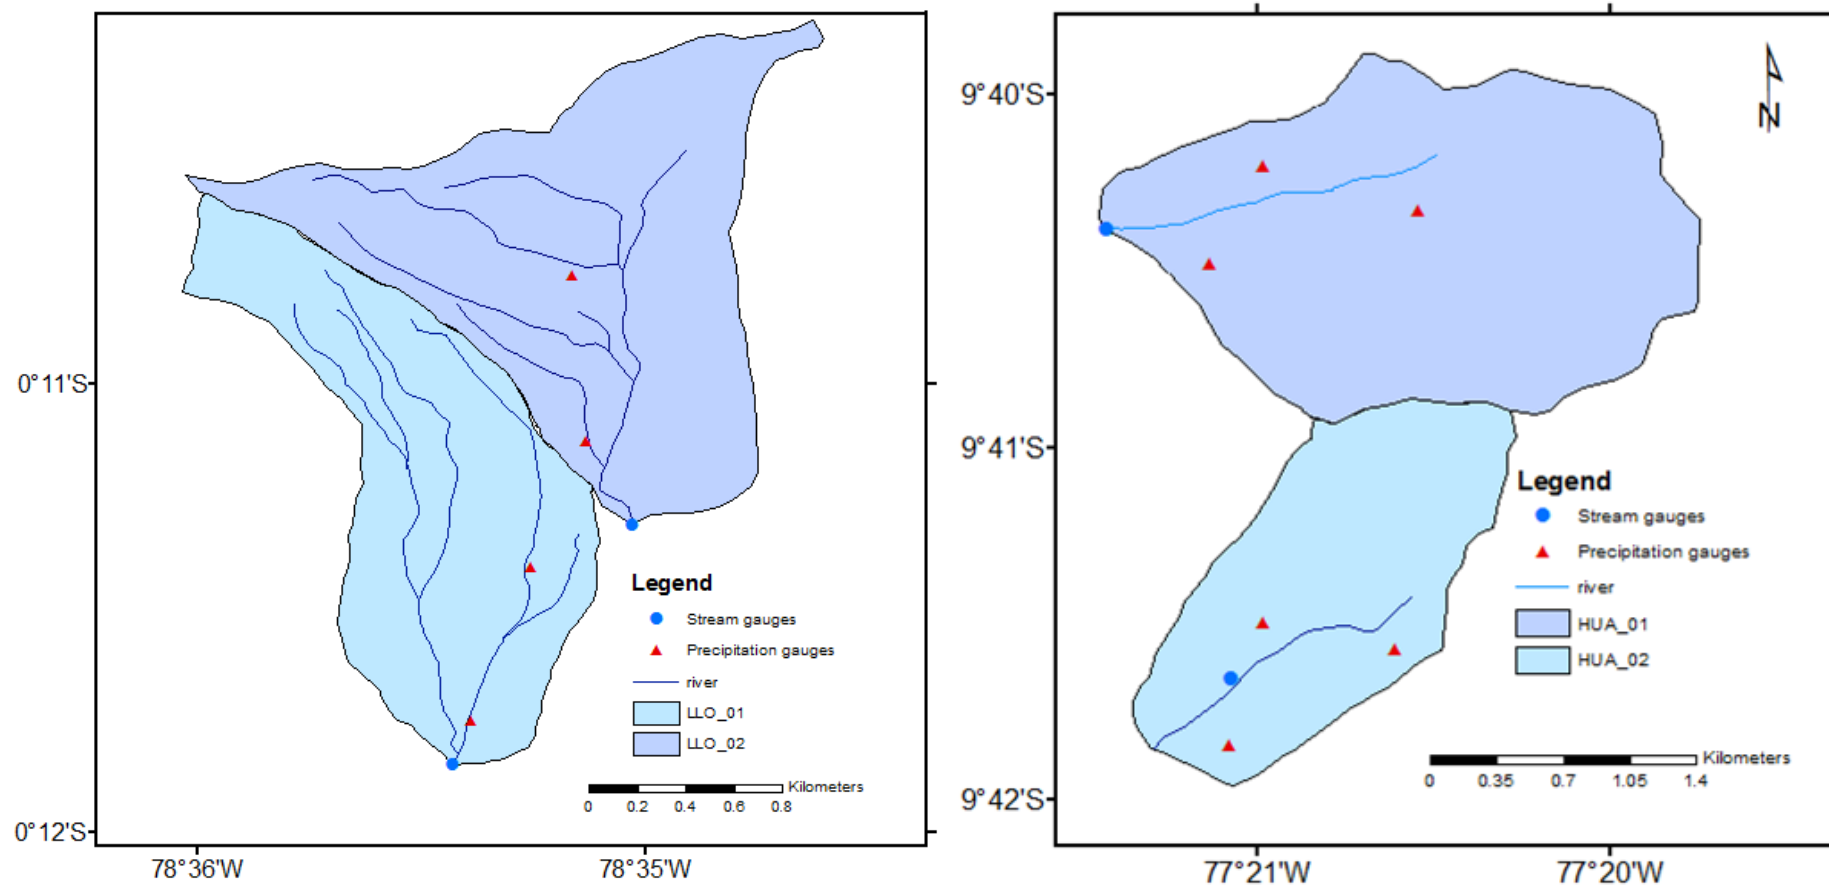 0°11'S
0°12'S
78°36'W
78°35'W
Legend
Stream gauges
Precipitation gauges
river
LLO_01
LLO_02
Kilometers
0 0.2 0.4 0.6 0.8
N
9°40'S
9°41'S
9°42'S
77°21'W
77°20'W
Legend
Stream gauges
Precipitation gauges
river
HUA_01
HUA_02
Kilometers
0 0.35 0.7 1.05 1.4